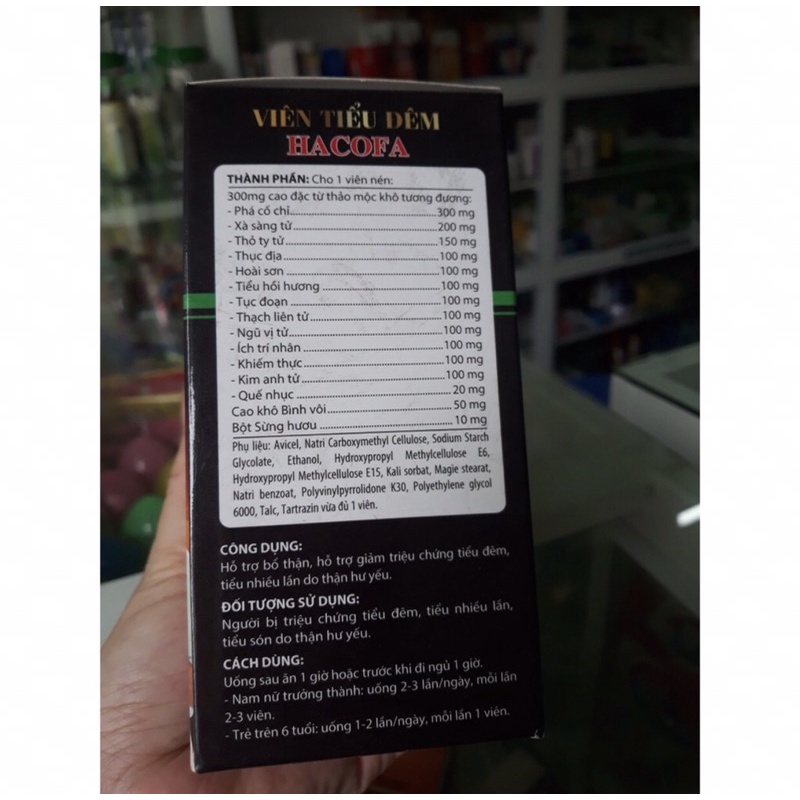 VIÊN TIỂU ĐÊM
HACOFA
THÀNH PHẦN: Cho 1 viên nén:
300mg cao đặc từ thảo mộc khô tương đương:
- Phá cố chỉ 300 mg
- Xà sàng tử 200 mg
- Thỏ ty tử 150 mg
- Thục địa 100 mg
- Hoài sơn 100 mg
- Tiểu hồi hương 100 mg
- Tục đoạn 100 mg
- Thạch liên tử 100 mg
- Ngũ vị tử 100 mg
- Ích trí nhân 100 mg
- Khiếm thực 100 mg
- Kim anh tử 100 mg
- Quế nhục 20 mg
Cao khô Bình vôi 50 mg
Bột Sừng hươu 10 mg
Phụ liệu: Avicel, Natri Carboxymethyl Cellulose, Sodium Starch
Glycolate, Ethanol, Hydroxypropyl Methylcellulose E6,
Hydroxypropyl Methylcellulose E15, Kali sorbat, Magie stearat,
Natri benzoat, Polyvinylpyrrolidone K30, Polyethylene glycol
6000, Talc, Tartrazin vừa đủ 1 viên.
CÔNG DỤNG:
Hỗ trợ bổ thận, hỗ trợ giảm triệu chứng tiểu đêm,
tiểu nhiều lần do thận hư yếu.
ĐỐI TƯỢNG SỬ DỤNG:
Người bị triệu chứng tiểu đêm, tiểu nhiều lần,
tiểu són do thận hư yếu.
CÁCH DÙNG:
Uống sau ăn 1 giờ hoặc trước khi đi ngủ 1 giờ.
- Nam nữ trưởng thành: uống 2-3 lần/ngày, mỗi lần
2-3 viên.
- Trẻ trên 6 tuổi: uống 1-2 lần/ngày, mỗi lần 1 viên.